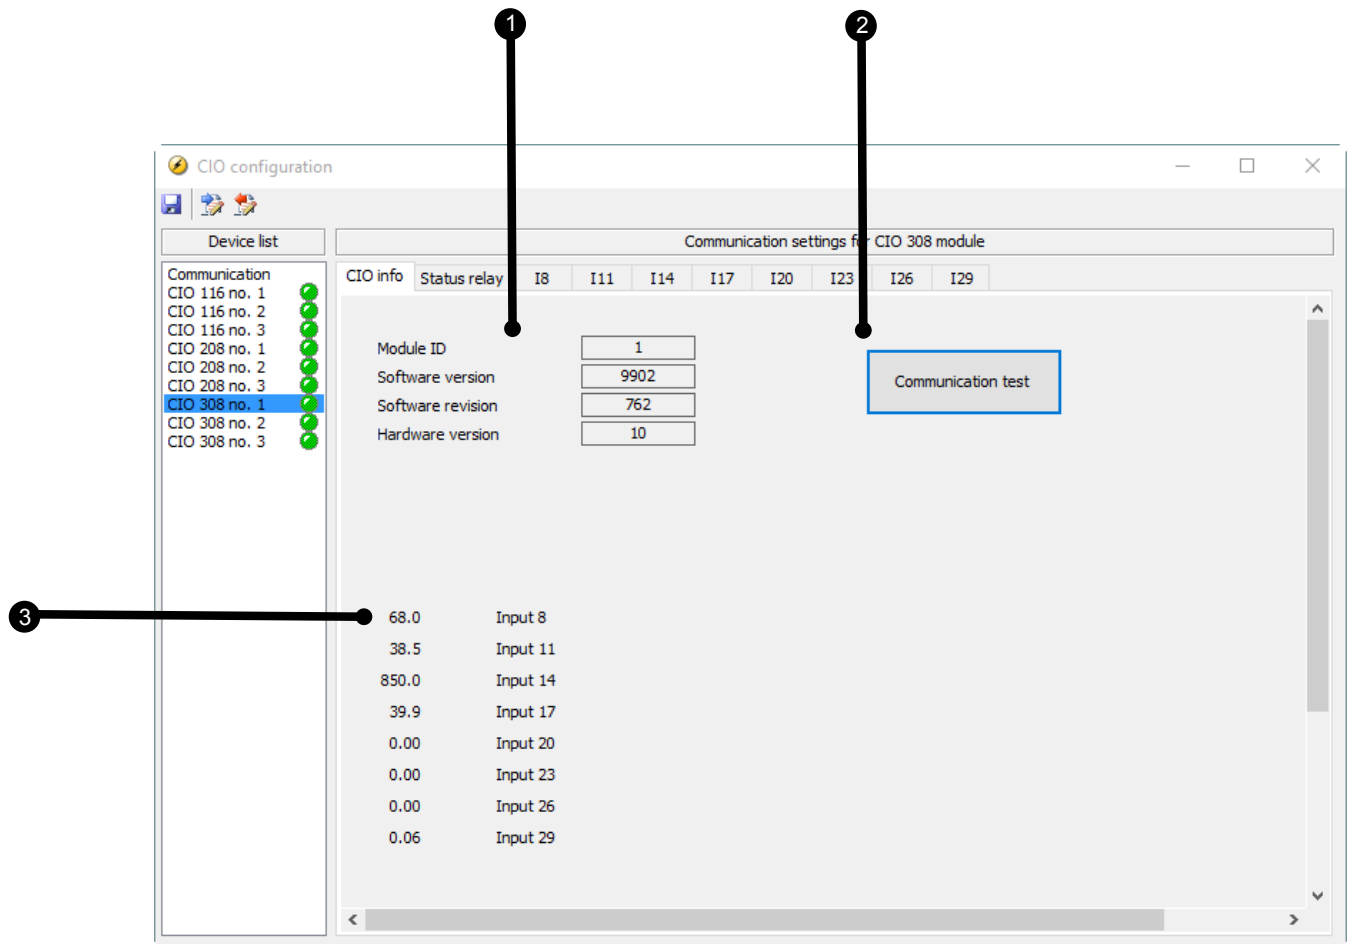 1
2
CIO configuration
Device list
Communication settings for CIO 308 module
Communication
CIO 116 no. 1
CIO 116 no. 2
CIO 116 no. 3
CIO 208 no. 1
CIO 208 no. 2
CIO 208 no. 3
CIO 308 no. 1
CIO 308 no. 2
CIO 308 no. 3
CIO info Status relay I8 I11 I14 I17 I20 I23 I26 I29
Module ID 1
Software version 9902
Software revision 762
Hardware version 10
Communication test
3
68.0 Input 8
38.5 Input 11
850.0 Input 14
39.9 Input 17
0.00 Input 20
0.00 Input 23
0.00 Input 26
0.06 Input 29